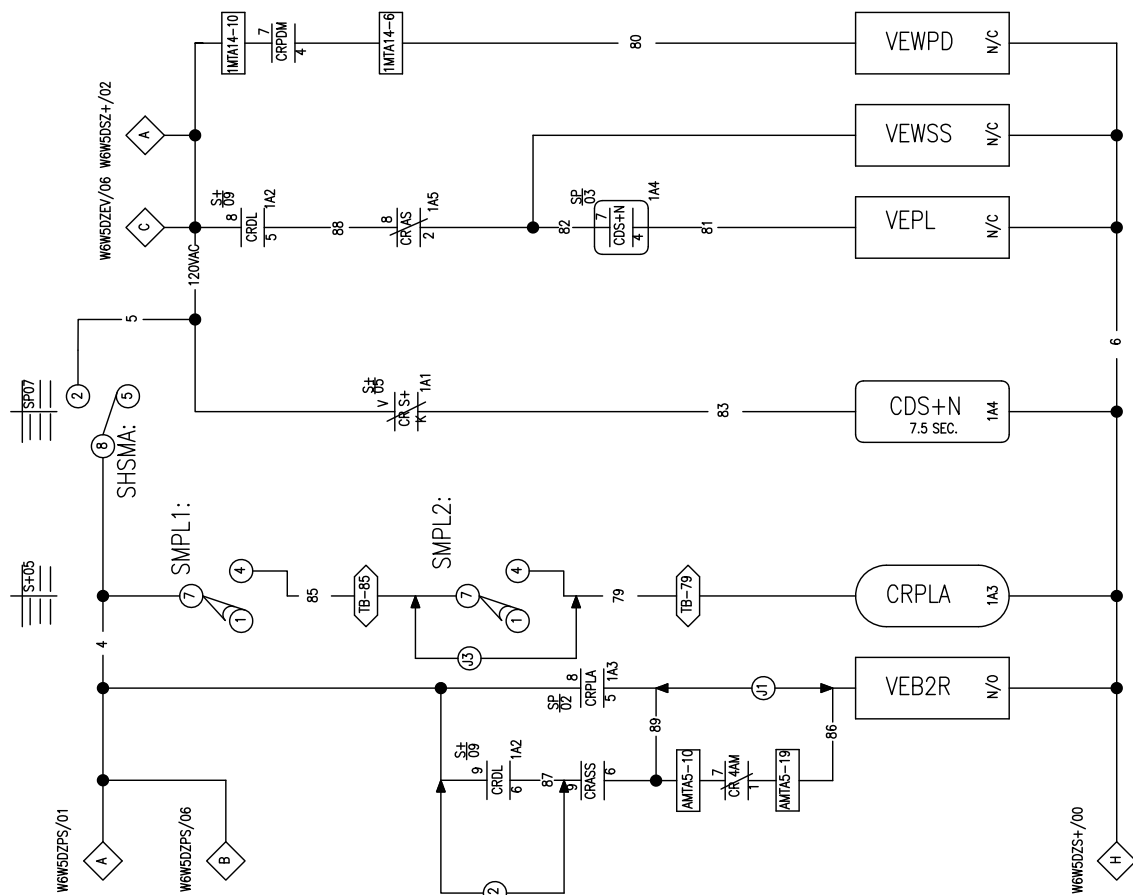 W6W5DZEV/06
W6W5DSZ+/02
C
A
1MTA14-10
7
CRPDM
4
1MTA14-6
80
VEWPD
N/C
VEWSS
N/C
120VAC
S+
09
8
CRDL
5
1A2
88
8
CR AS
2
1A5
82
SP
03
7
CDS+N
4
1A4
81
VEPL
N/C
SP07
2
5
5
8
SHSMA:
S+
05
V
CR S+
K
1A1
83
CDS+N
7.5 SEC.
1A4
6
S+05
4
SMPL1:
7
1
4
85
TB-85
SMPL2:
7
1
4
J3
79
TB-79
CRPLA
1A3
SP
02
8
CRPLA
5
1A3
89
J1
86
VEB2R
N/O
S+
09
9
CRDL
6
1A2
87
9
CRASS
6
AMTA5-10
7
CR 4AM
1
AMTA5-19
2
W6W5DZPS/01
A
W6W5DZPS/06
B
W6W5DZS+/00
H